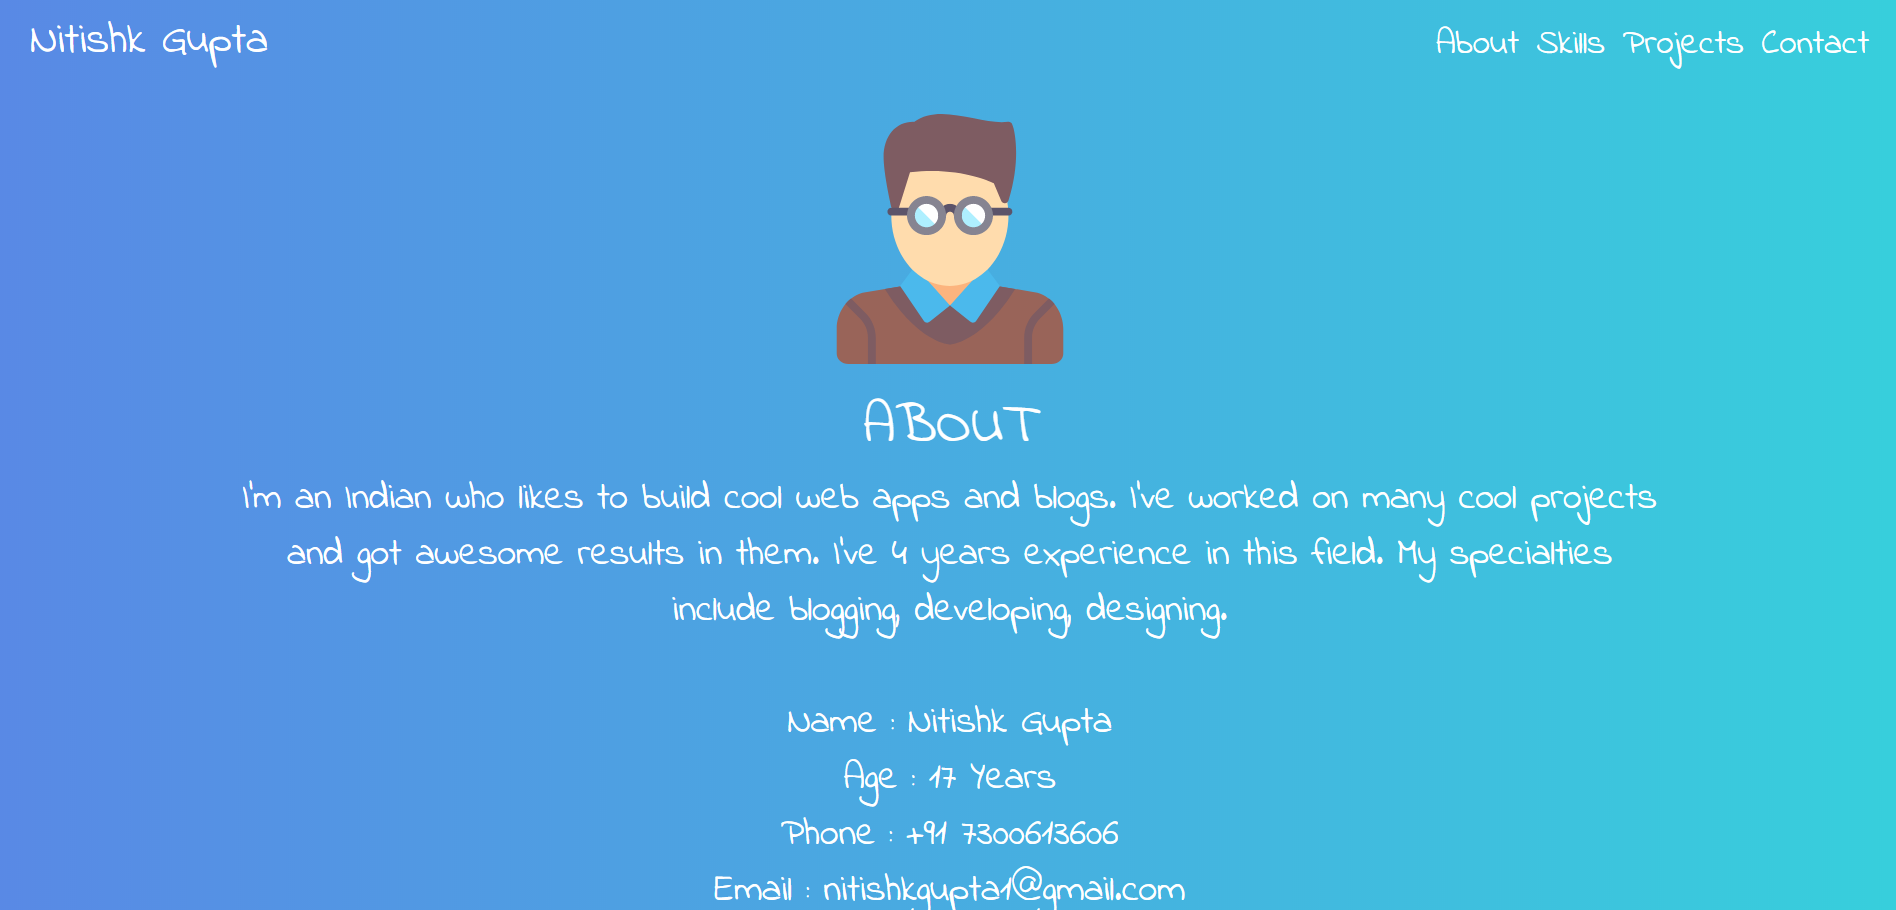 Nitishk Gupta
About Skills Projects Contact
ABOUT
I'm an Indian who likes to build cool web apps and blogs. I've worked on many cool projects
and got awesome results in them. I've 4 years experience in this field. My specialties
include blogging, developing, designing.
Name : Nitishk Gupta
Age : 17 Years
Phone : +91 7300613606
Email : nitishkgupta1@gmail.com